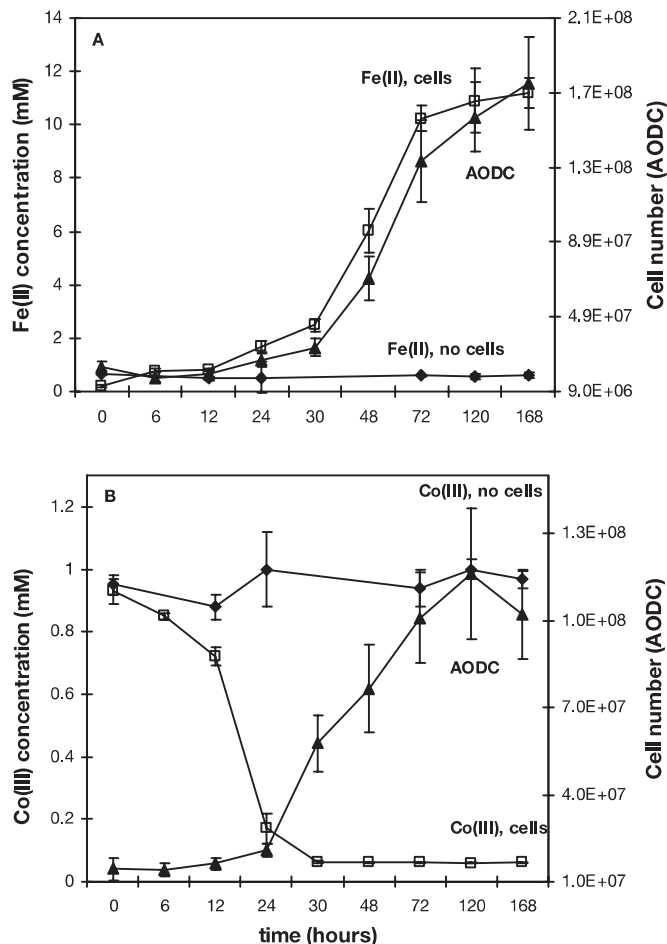 A
Fe(II) concentration (mM)
14
12
10
8
6
4
2
0
Cell number (AODC)
2.1E+08
1.7E+08
1.3E+08
8.9E+07
4.9E+07
9.0E+06
Fe(II), cells
AODC
Fe(II), no cells
0 6 12 24 30 48 72 120 168
B
Co(III) concentration (mM)
1.2
1
0.8
0.6
0.4
0.2
0
Cell number (AODC)
1.3E+08
1.0E+08
7.0E+07
4.0E+07
1.0E+07
Co(III), no cells
AODC
Co(III), cells
0 6 12 24 30 48 72 120 168
time (hours)